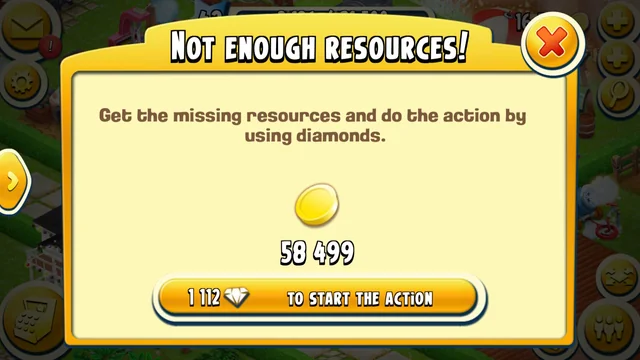 NOT ENOUGH RESOURCES!
Get the missing resources and do the action by
using diamonds.
58 499
1 112 TO START THE ACTION